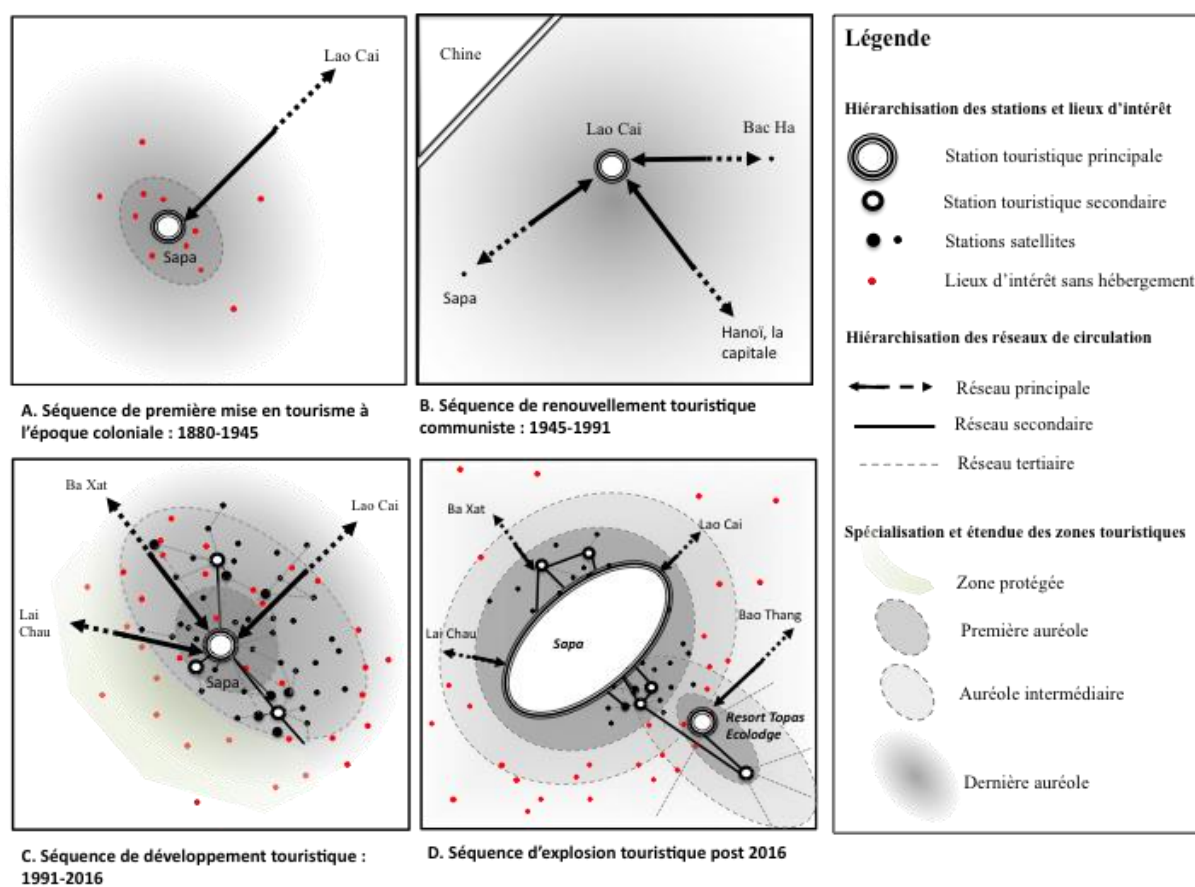 Lao Cai
Sapa
A. Séquence de première mise en tourisme à
l'époque coloniale : 1880-1945
Chine
Lao Cai
Bac Ha
Sapa
Hanoï, la
capitale
B. Séquence de renouvellement touristique
communiste : 1945-1991
Ba Xat
Lao Cai
Lai
Chau
Sapa
C. Séquence de développement touristique :
1991-2016
Ba Xat
Lao Cai
Bao Thang
Lai Chau
Sapa
Resort Topas
Ecolodge
D. Séquence d'explosion touristique post 2016
Légende
Hiérarchisation des stations et lieux d'intérêt
Station touristique principale
Station touristique secondaire
Stations satellites
Lieux d'intérêt sans hébergement
Hiérarchisation des réseaux de circulation
Réseau principale
Réseau secondaire
Réseau tertiaire
Spécialisation et étendue des zones touristiques
Zone protégée
Première auréole
Auréole intermédiaire
Dernière auréole